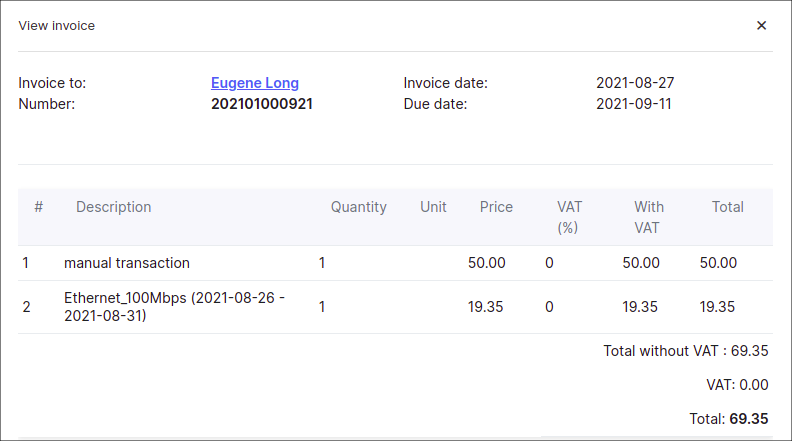 View invoice ✕
Invoice to: Eugene Long Invoice date: 2021-08-27
Number: 202101000921 Due date: 2021-09-11
# Description Quantity Unit Price VAT (%) With VAT Total
1 manual transaction 1 50.00 0 50.00 50.00
2 Ethernet_100Mbps (2021-08-26 - 2021-08-31) 1 19.35 0 19.35 19.35
Total without VAT : 69.35
VAT: 0.00
Total: 69.35